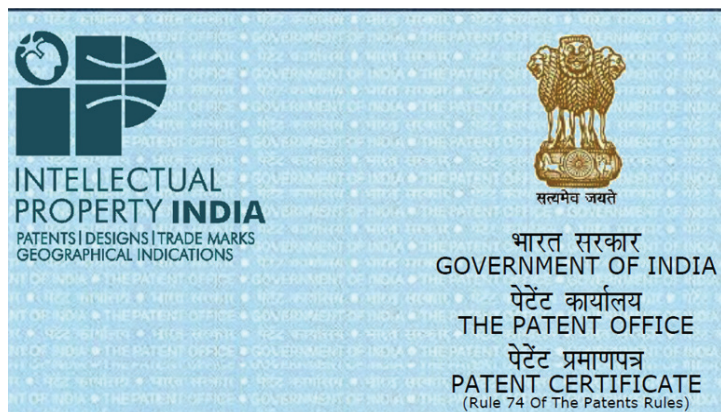 INTELLECTUAL
PROPERTY INDIA
PATENTS | DESIGNS | TRADE MARKS
GEOGRAPHICAL INDICATIONS
सत्यमेव जयते
भारत सरकार
GOVERNMENT OF INDIA
पेटेंट कार्यालय
THE PATENT OFFICE
पेटेंट प्रमाणपत्र
PATENT CERTIFICATE
(Rule 74 Of The Patents Rules)